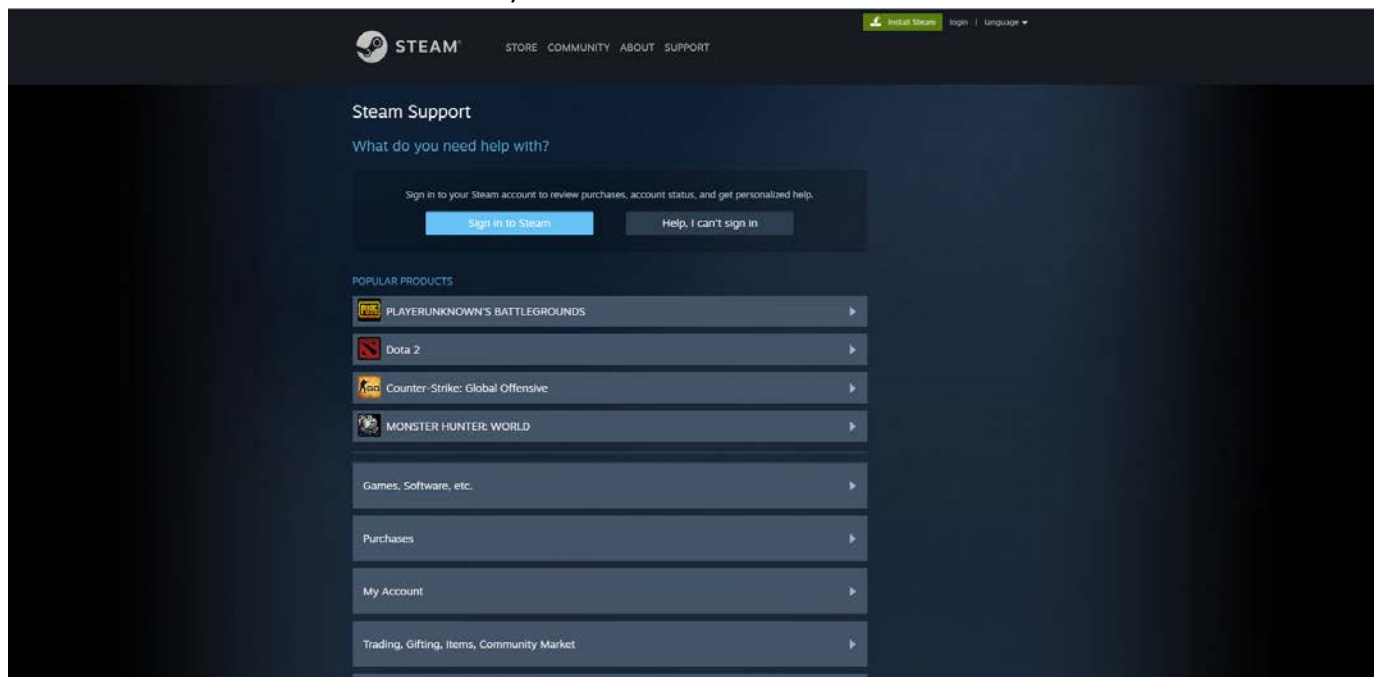 Install Steam login | language
STEAM STORE COMMUNITY ABOUT SUPPORT
Steam Support
What do you need help with?
Sign in to your Steam account to review purchases, account status, and get personalized help.
Sign in to Steam Help, I can't sign in
POPULAR PRODUCTS
PLAYERUNKNOWN'S BATTLEGROUNDS
Dota 2
GO Counter-Strike: Global Offensive
MONSTER HUNTER: WORLD
Games, Software, etc.
Purchases
My Account
Trading, Gifting, Items, Community Market